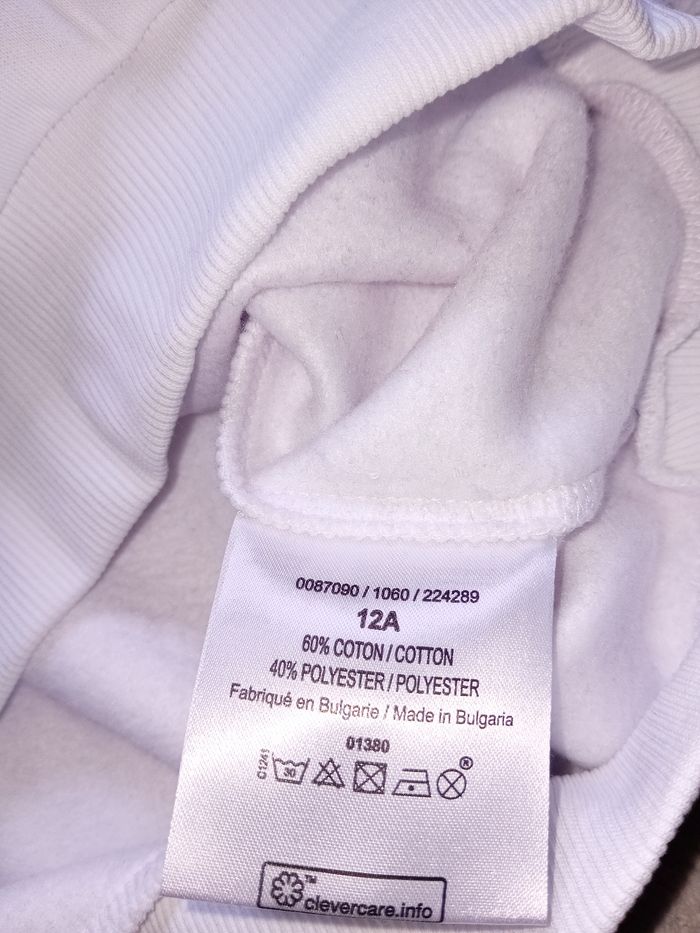 0087090 / 1060 / 224289
12A
60% COTON / COTTON
40% POLYESTER / POLYESTER
Fabriqué en Bulgarie / Made in Bulgaria
01380
C1241
30
®
™
clevercare.info